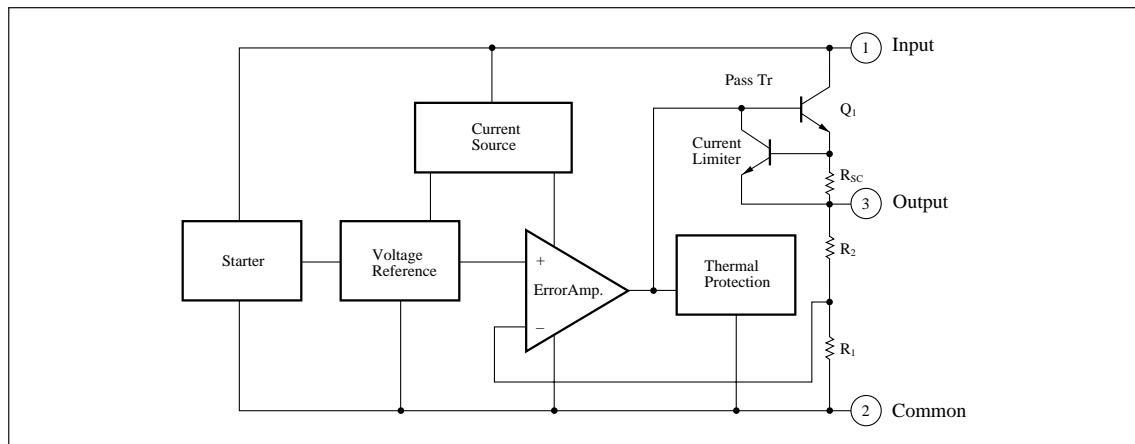 1 Input
Pass Tr
Q1
Current
Source
Current
Limiter
RSC
3 Output
Starter
Voltage
Reference
+
ErrorAmp.
−
Thermal
Protection
R2
R1
2 Common